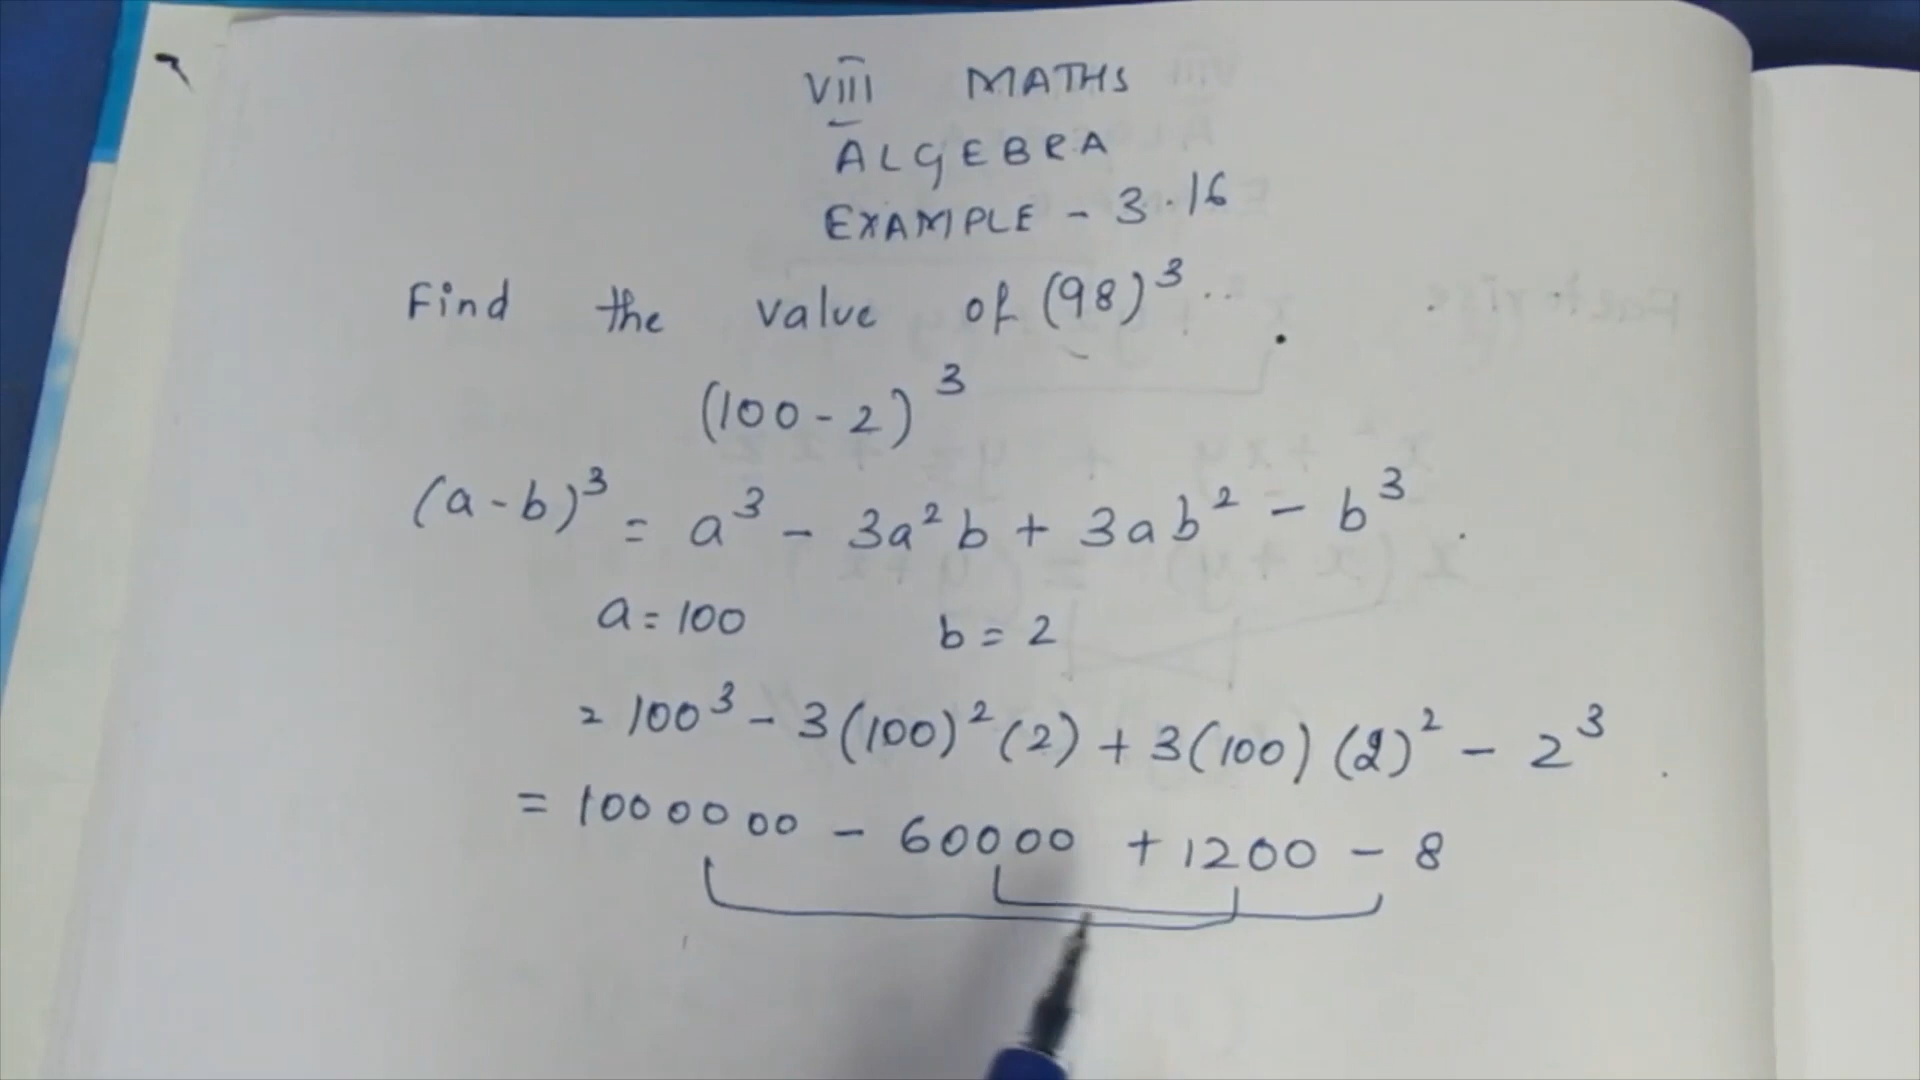 VIII MATHS
ALGEBRA
EXAMPLE - 3.16
Find the value of (98)³..
(100-2)³
(a-b)³ = a³ - 3a²b + 3ab² - b³
a = 100 b = 2
= 100³ - 3(100)²(2) + 3(100)(2)² - 2³
= 1000000 - 60000 + 1200 - 8